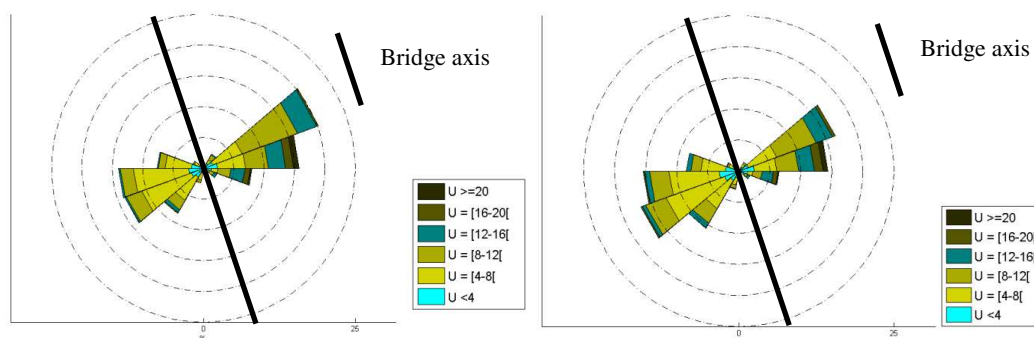 Bridge axis
U >=20
U = [16-20[
U = [12-16[
U = [8-12[
U = [4-8[
U <4
0
25
%
Bridge axis
U >=20
U = [16-20[
U = [12-16[
U = [8-12[
U = [4-8[
U <4
0
25